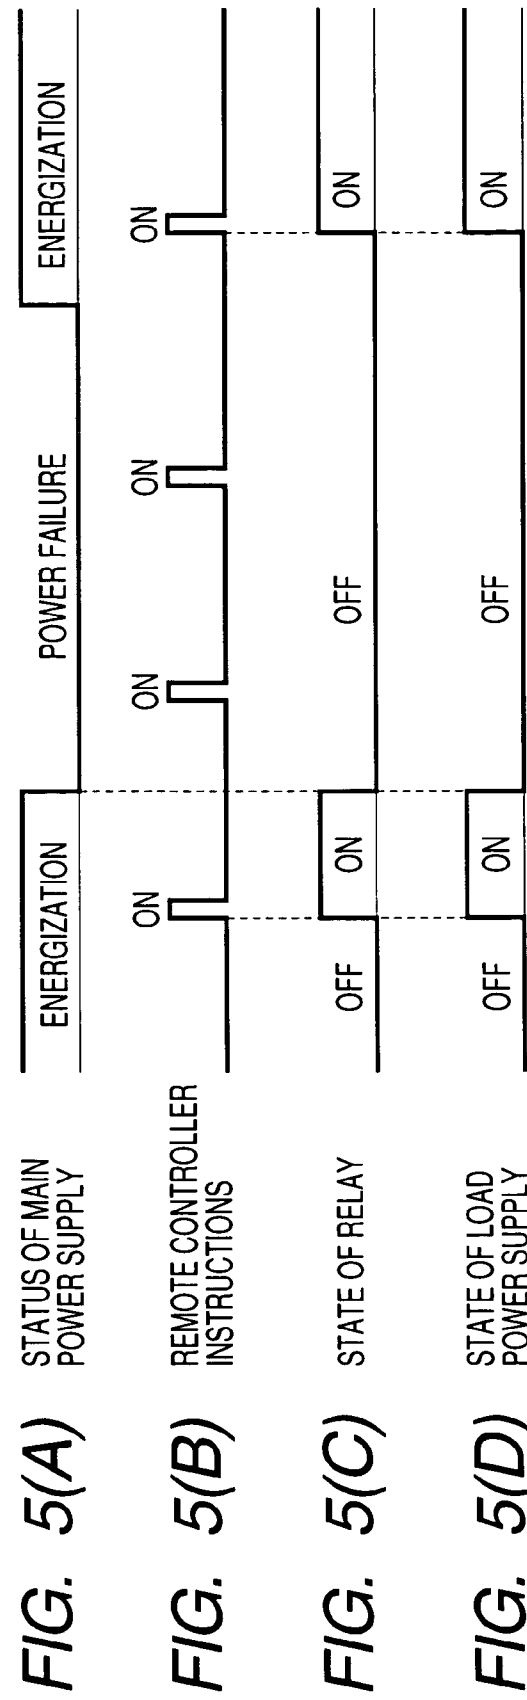 FIG. 5(A)
STATUS OF MAIN
POWER SUPPLY
ENERGIZATION
POWER FAILURE
ENERGIZATION
FIG. 5(B)
REMOTE CONTROLLER
INSTRUCTIONS
ON
ON
ON
ON
FIG. 5(C)
STATE OF RELAY
OFF
ON
OFF
ON
FIG. 5(D)
STATE OF LOAD
POWER SUPPLY
OFF
ON
OFF
ON